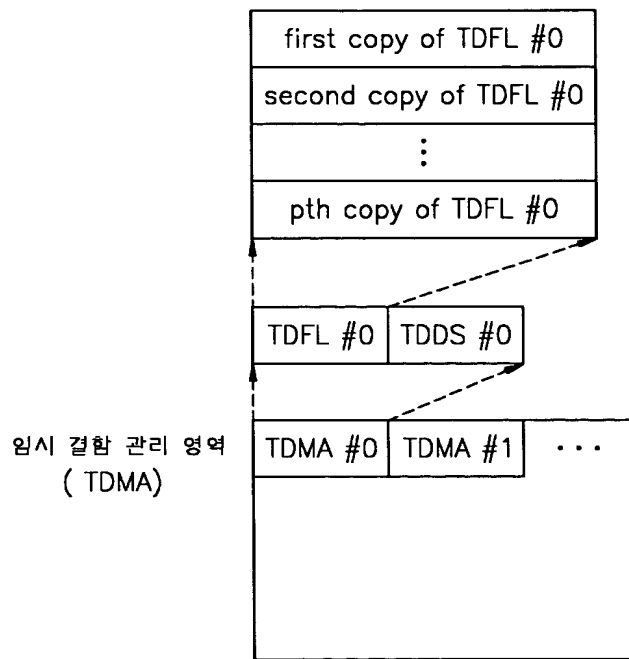 first copy of TDFL #0
second copy of TDFL #0
⋮
pth copy of TDFL #0
TDFL #0 TDDS #0
임시 결함 관리 영역
( TDMA)
TDMA #0 TDMA #1 ···